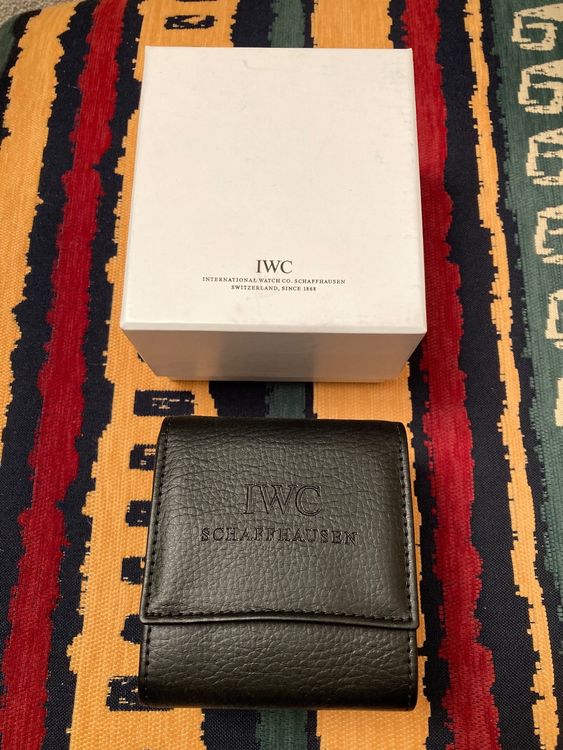 IWC
INTERNATIONAL WATCH CO. SCHAFFHAUSEN
SWITZERLAND, SINCE 1868
IWC
SCHAFFHAUSEN